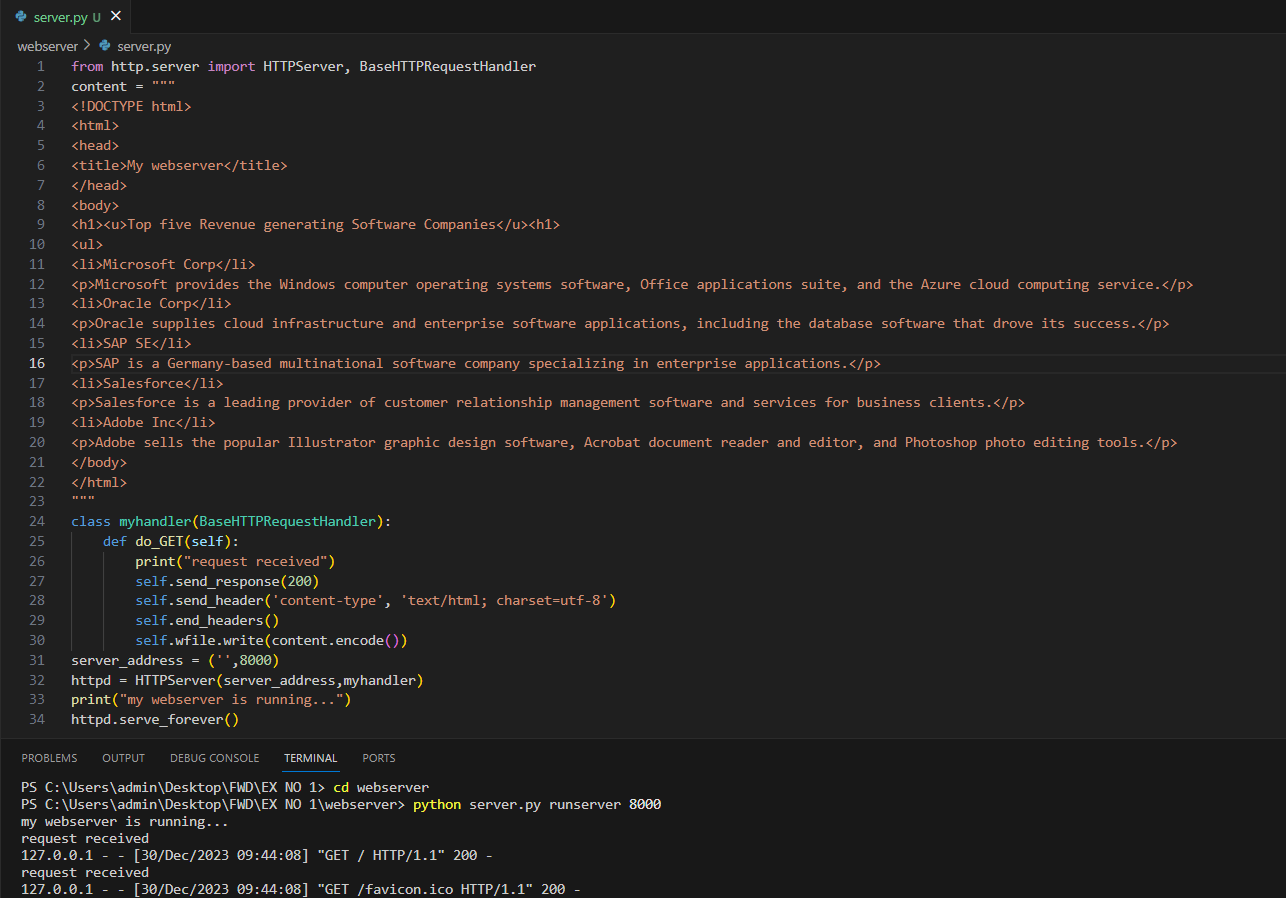 server.py U ×
webserver > server.py
1 from http.server import HTTPServer, BaseHTTPRequestHandler
2 content = """
3 <!DOCTYPE html>
4 <html>
5 <head>
6 <title>My webserver</title>
7 </head>
8 <body>
9 <h1><u>Top five Revenue generating Software Companies</u><h1>
10 <ul>
11 <li>Microsoft Corp</li>
12 <p>Microsoft provides the Windows computer operating systems software, Office applications suite, and the Azure cloud computing service.</p>
13 <li>Oracle Corp</li>
14 <p>Oracle supplies cloud infrastructure and enterprise software applications, including the database software that drove its success.</p>
15 <li>SAP SE</li>
16 <p>SAP is a Germany-based multinational software company specializing in enterprise applications.</p>
17 <li>Salesforce</li>
18 <p>Salesforce is a leading provider of customer relationship management software and services for business clients.</p>
19 <li>Adobe Inc</li>
20 <p>Adobe sells the popular Illustrator graphic design software, Acrobat document reader and editor, and Photoshop photo editing tools.</p>
21 </body>
22 </html>
23 """
24 class myhandler(BaseHTTPRequestHandler):
25     def do_GET(self):
26         print("request received")
27         self.send_response(200)
28         self.send_header('content-type', 'text/html; charset=utf-8')
29         self.end_headers()
30         self.wfile.write(content.encode())
31 server_address = ('',8000)
32 httpd = HTTPServer(server_address,myhandler)
33 print("my webserver is running...")
34 httpd.serve_forever()
PROBLEMS OUTPUT DEBUG CONSOLE TERMINAL PORTS
PS C:\Users\admin\Desktop\FWD\EX NO 1> cd webserver
PS C:\Users\admin\Desktop\FWD\EX NO 1\webserver> python server.py runserver 8000
my webserver is running...
request received
127.0.0.1 - - [30/Dec/2023 09:44:08] "GET / HTTP/1.1" 200 -
request received
127.0.0.1 - - [30/Dec/2023 09:44:08] "GET /favicon.ico HTTP/1.1" 200 -